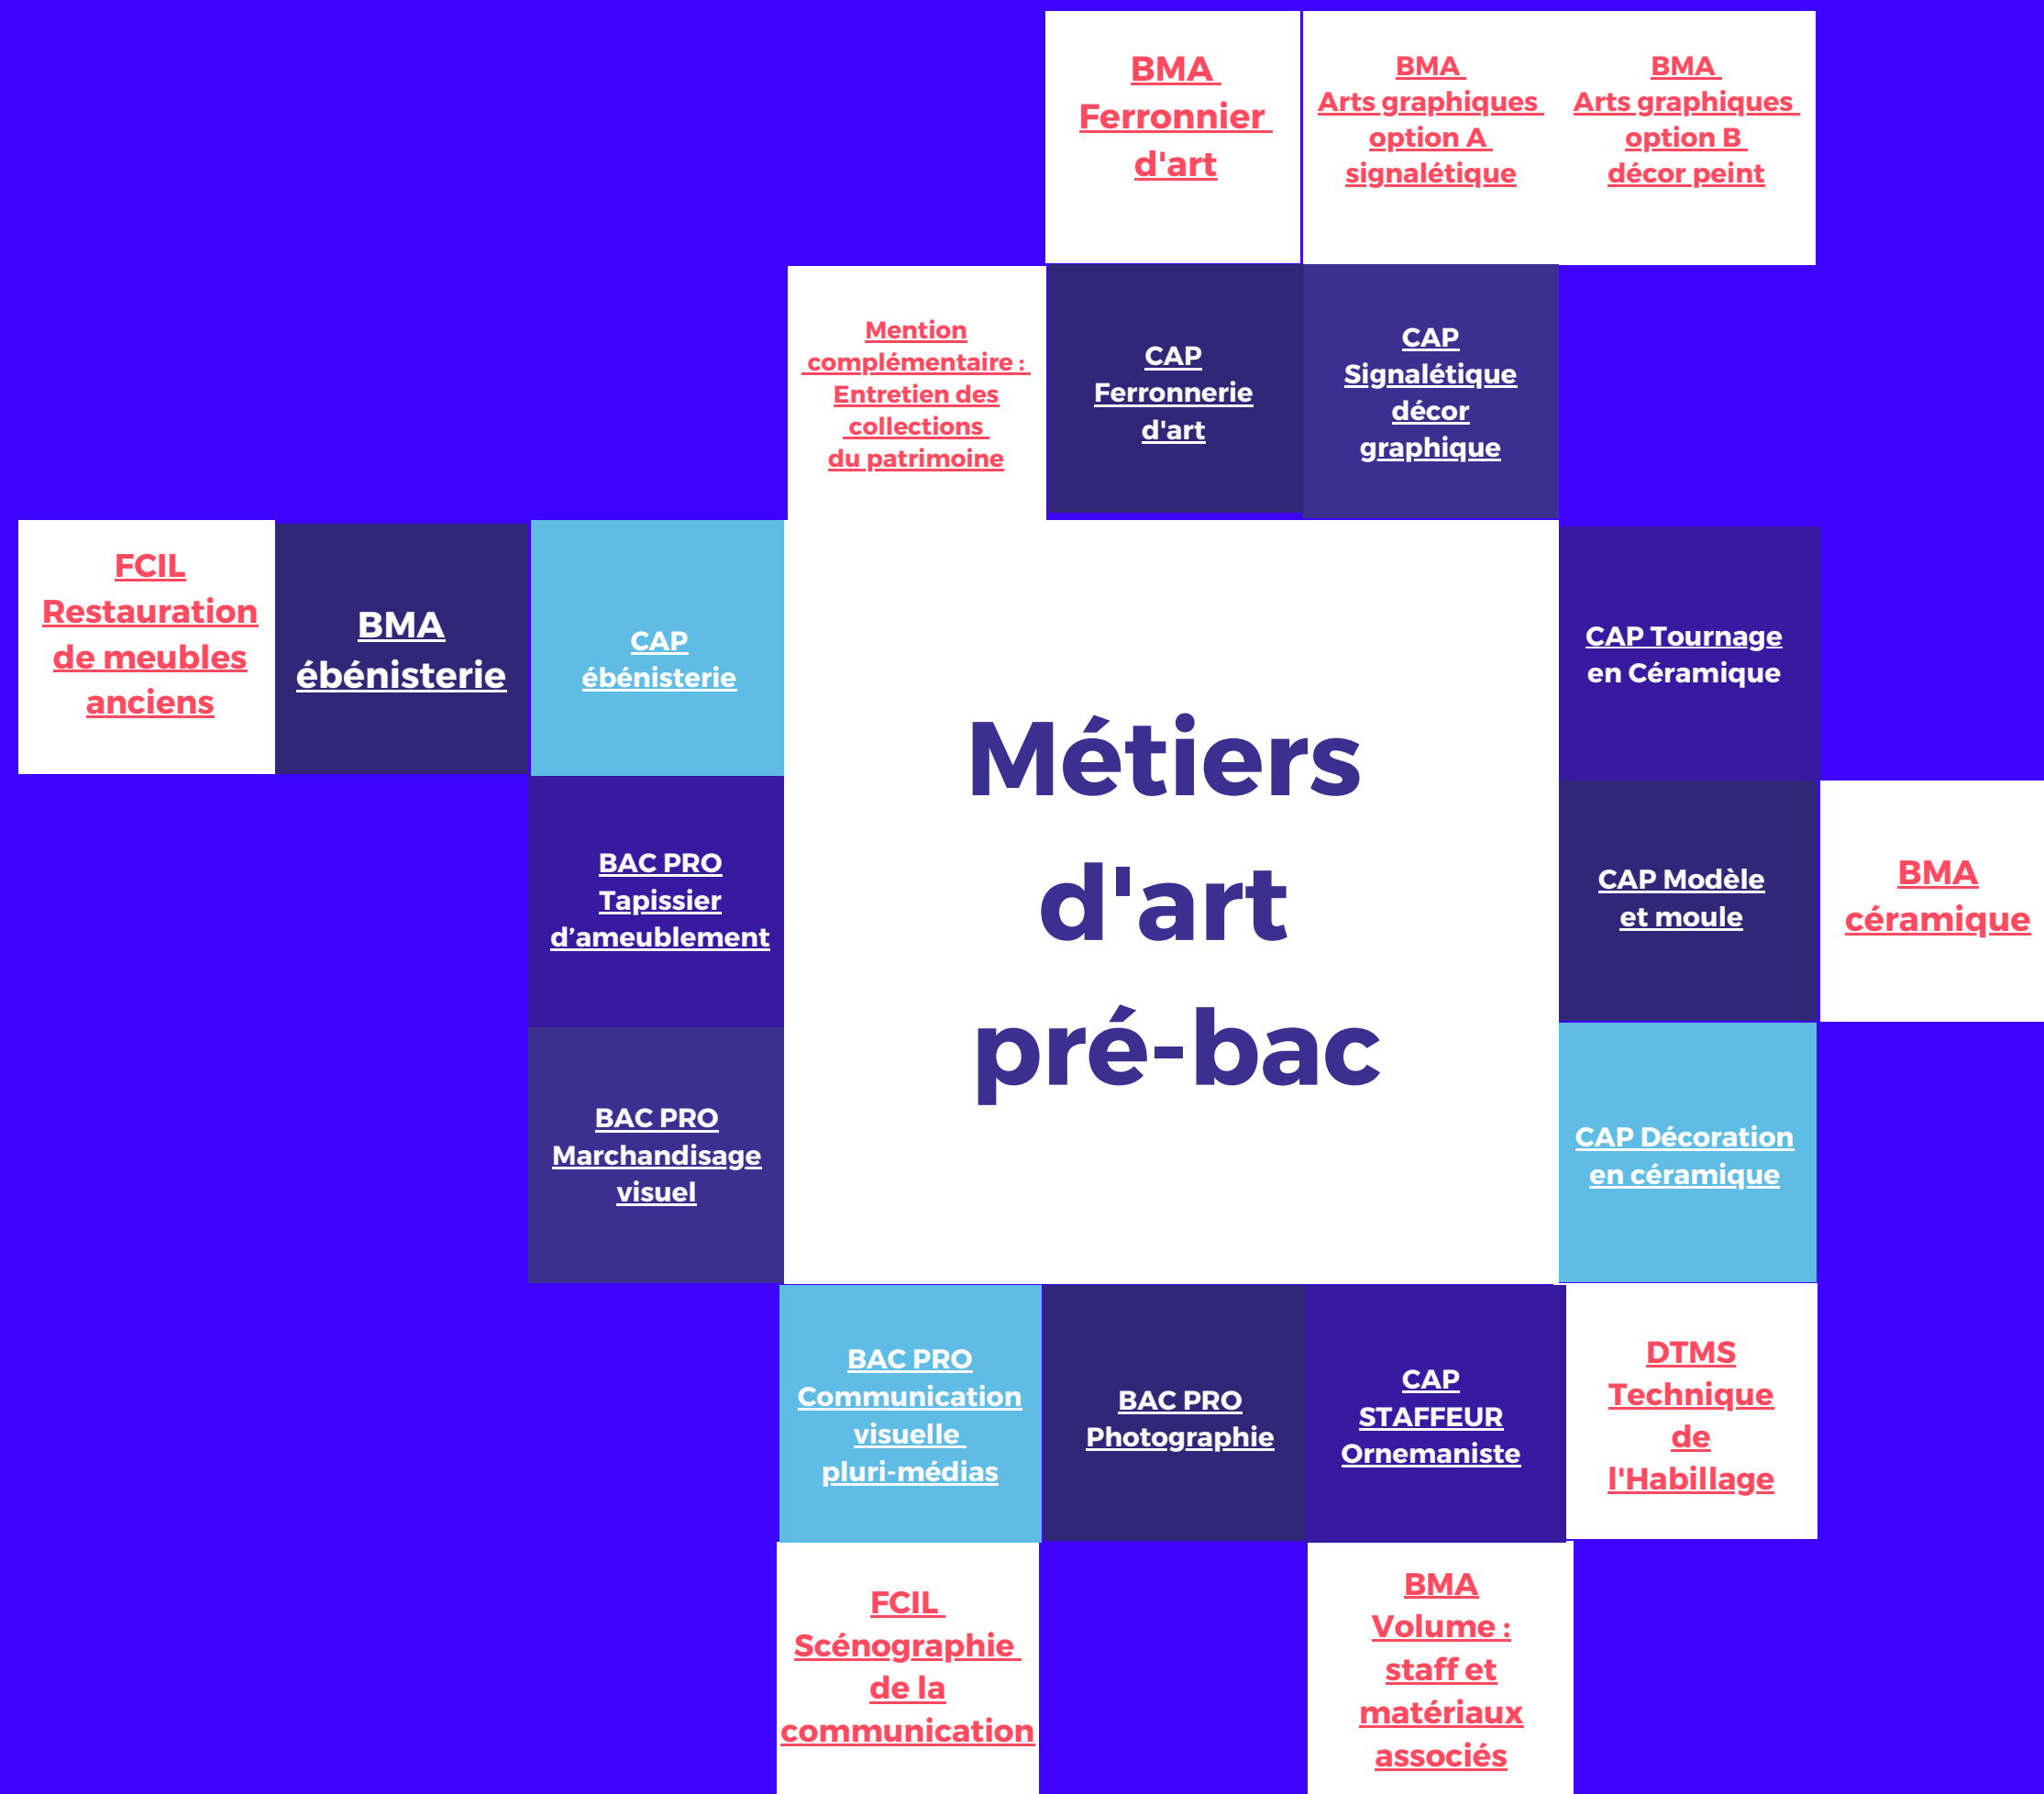 BMA
Ferronnier
d'art
BMA
Arts graphiques
option A
signalétique
BMA
Arts graphiques
option B
décor peint
Mention
complémentaire :
Entretien des
collections
du patrimoine
CAP
Ferronnerie
d'art
CAP
Signalétique
décor
graphique
FCIL
Restauration
de meubles
anciens
BMA
ébénisterie
CAP
ébénisterie
Métiers
d'art
pré-bac
CAP Tournage
en Céramique
BAC PRO
Tapissier
d’ameublement
CAP Modèle
et moule
BMA
céramique
BAC PRO
Marchandisage
visuel
CAP Décoration
en céramique
BAC PRO
Communication
visuelle
pluri-médias
BAC PRO
Photographie
CAP
STAFFEUR
Ornemaniste
DTMS
Technique
de
l'Habillage
FCIL
Scénographie
de la
communication
BMA
Volume :
staff et
matériaux
associés